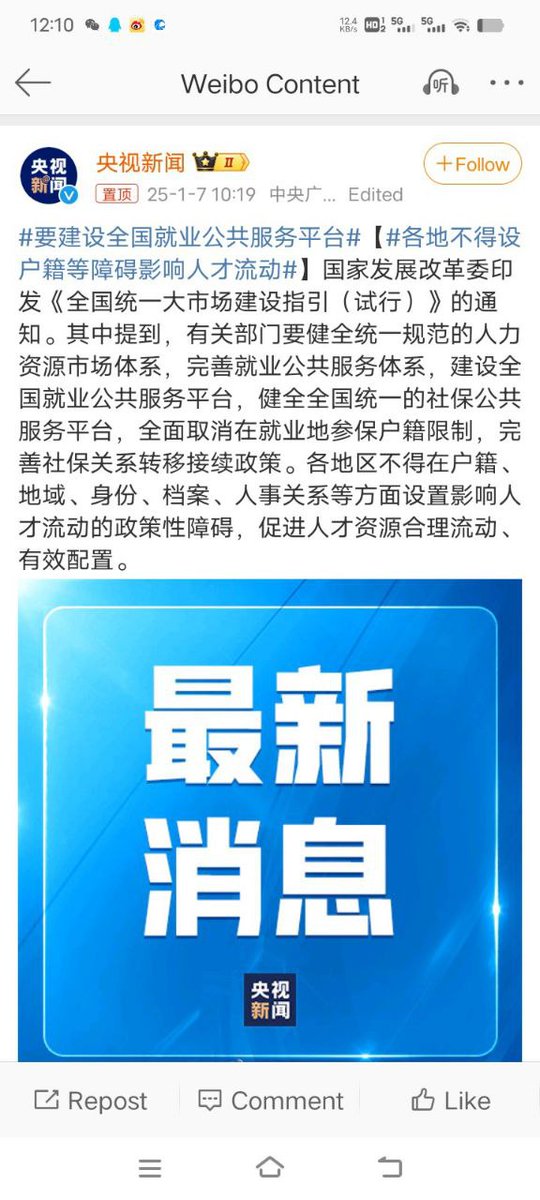 12:10
12.4
KB/s
HD 1
2
5G
5G
Weibo Content
听
央视
新闻
央视新闻 II
+Follow
置顶 25-1-7 10:19 中央广... Edited
#要建设全国就业公共服务平台#【#各地不得设
户籍等障碍影响人才流动#】国家发展改革委印
发《全国统一大市场建设指引（试行）》的通
知。其中提到，有关部门要健全统一规范的人力
资源市场体系，完善就业公共服务体系，建设全
国就业公共服务平台，健全全国统一的社保公共
服务平台，全面取消在就业地参保户籍限制，完
善社保关系转移接续政策。各地区不得在户籍、
地域、身份、档案、人事关系等方面设置影响人
才流动的政策性障碍，促进人才资源合理流动、
有效配置。
最新
消息
央视
新闻
Repost
Comment
Like